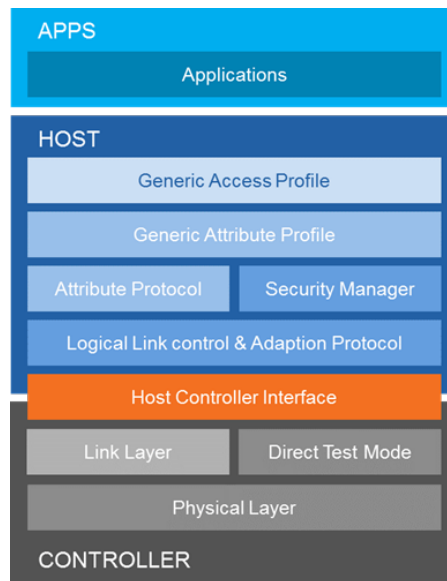 APPS
Applications
HOST
Generic Access Profile
Generic Attribute Profile
Attribute Protocol
Security Manager
Logical Link control & Adaption Protocol
Host Controller Interface
Link Layer
Direct Test Mode
Physical Layer
CONTROLLER